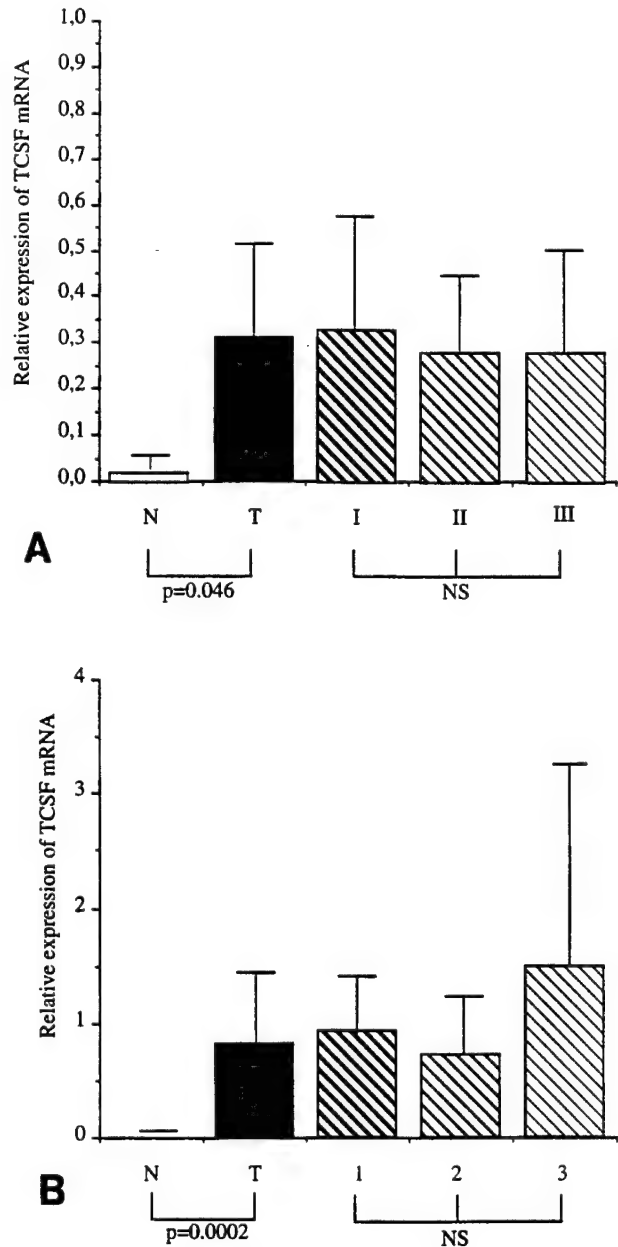 1,0
0,9
0,8
0,7
0,6
0,5
0,4
0,3
0,2
0,1
0,0
Relative expression of TCSF mRNA
N T I II III
A
p=0.046 NS
4
3
2
1
0
Relative expression of TCSF mRNA
N T 1 2 3
B
p=0.0002 NS